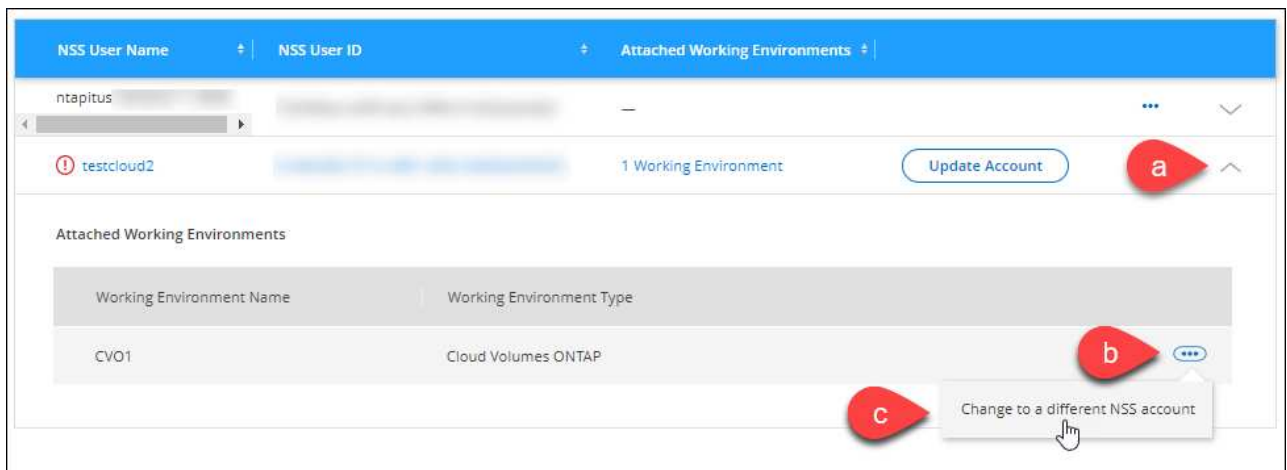 NSS User Name NSS User ID Attached Working Environments
ntapitus — •••
testcloud2 1 Working Environment Update Account a
Attached Working Environments
Working Environment Name Working Environment Type
CVO1 Cloud Volumes ONTAP b •••
c Change to a different NSS account